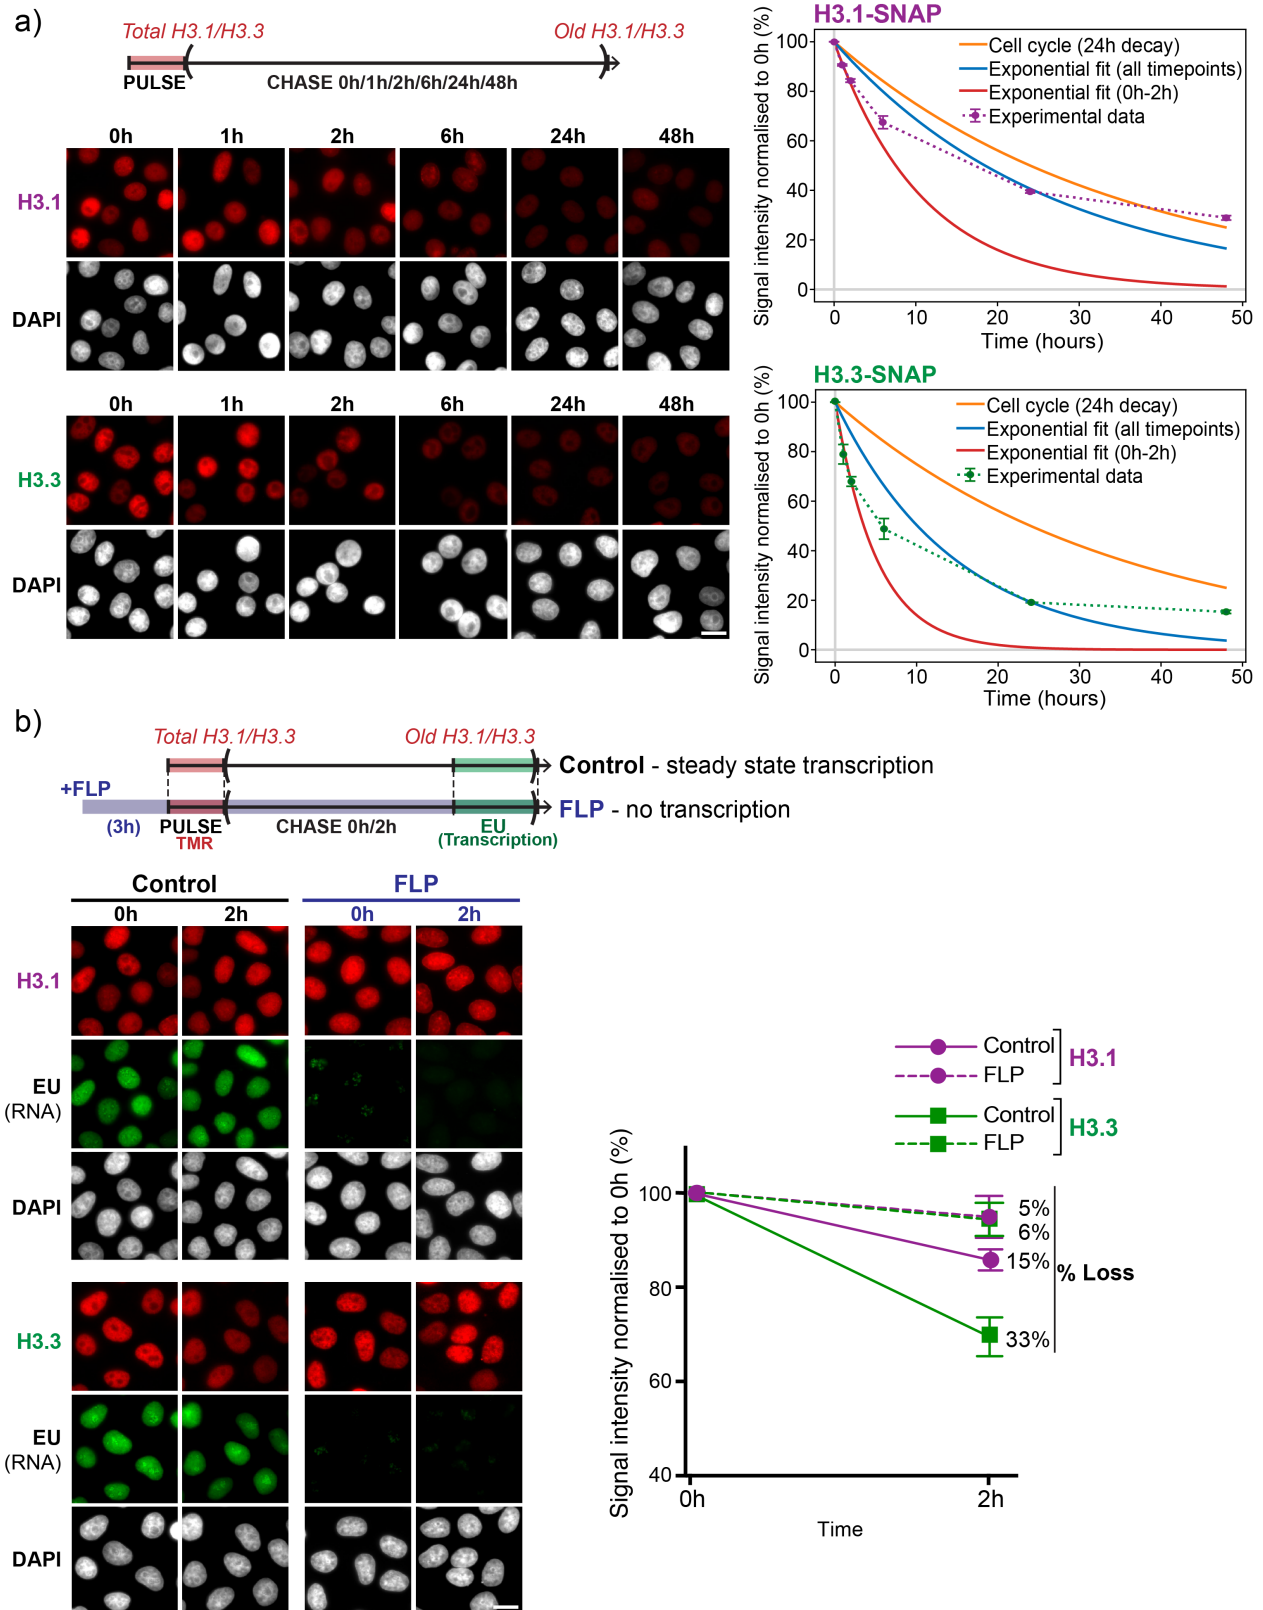 a)
Total H3.1/H3.3
Old H3.1/H3.3
PULSE
CHASE 0h/1h/2h/6h/24h/48h
0h 1h 2h 6h 24h 48h
H3.1
DAPI
0h 1h 2h 6h 24h 48h
H3.3
DAPI
H3.1-SNAP
Signal intensity normalised to 0h (%)
100
80
60
40
20
0
Cell cycle (24h decay)
Exponential fit (all timepoints)
Exponential fit (0h-2h)
Experimental data
0 10 20 30 40 50
Time (hours)
H3.3-SNAP
Signal intensity normalised to 0h (%)
100
80
60
40
20
0
Cell cycle (24h decay)
Exponential fit (all timepoints)
Exponential fit (0h-2h)
Experimental data
0 10 20 30 40 50
Time (hours)
b)
Total H3.1/H3.3
Old H3.1/H3.3
Control - steady state transcription
+FLP
FLP - no transcription
(3h)
PULSE
TMR
CHASE 0h/2h
EU
(Transcription)
Control FLP
0h 2h 0h 2h
H3.1
EU
(RNA)
DAPI
H3.3
EU
(RNA)
DAPI
Control
FLP
H3.1
Control
FLP
H3.3
Signal intensity normalised to 0h (%)
100
80
60
40
5%
6%
15%
33%
% Loss
0h 2h
Time